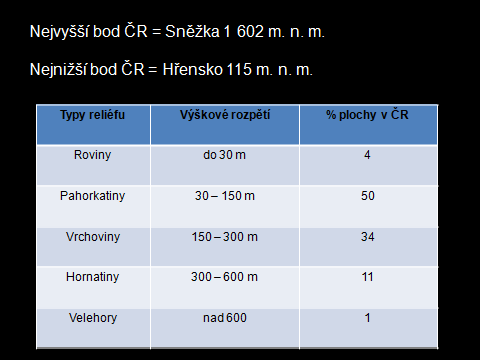 Nejvyšší bod ČR = Sněžka 1 602 m. n. m.
Nejnižší bod ČR = Hřensko 115 m. n. m.
Typy reliéfu Výškové rozpětí % plochy v ČR
Roviny do 30 m 4
Pahorkatiny 30 – 150 m 50
Vrchoviny 150 – 300 m 34
Hornatiny 300 – 600 m 11
Velehory nad 600 1